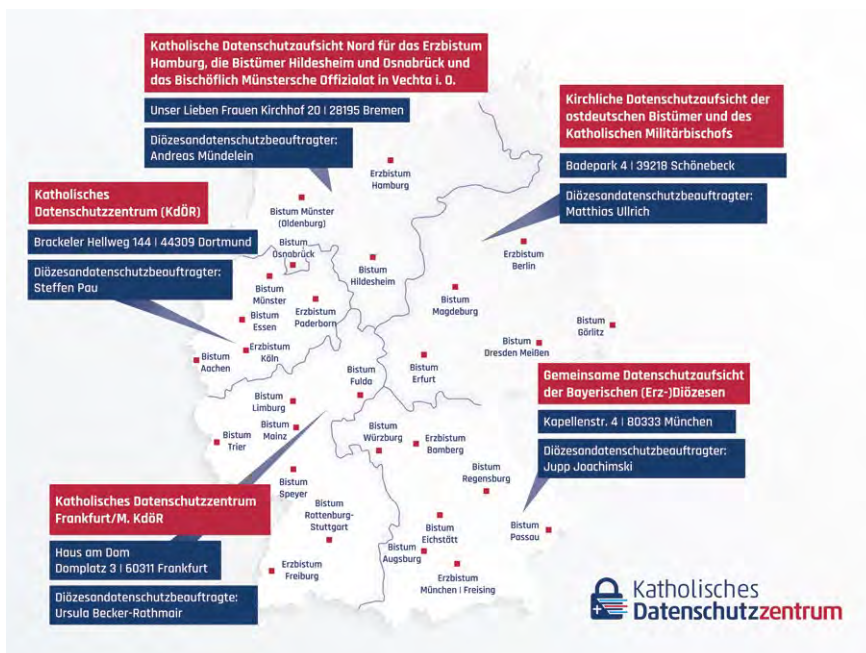 Katholische Datenschutzaufsicht Nord für das Erzbistum
Hamburg, die Bistümer Hildesheim und Osnabrück und
das Bischöflich Münstersche Offizialat in Vechta i. O.
Unser Lieben Frauen Kirchhof 20 | 28195 Bremen
Diözesandatenschutzbeauftragter:
Andreas Mündelein
Kirchliche Datenschutzaufsicht der
ostdeutschen Bistümer und des
Katholischen Militärbischofs
Badepark 4 | 39218 Schönebeck
Diözesandatenschutzbeauftragter:
Matthias Ullrich
Katholisches
Datenschutzzentrum (KdÖR)
Brackeler Hellweg 144 | 44309 Dortmund
Diözesandatenschutzbeauftragter:
Steffen Pau
Erzbistum
Hamburg
Bistum Münster
(Oldenburg)
Bistum
Osnabrück
Bistum
Hildesheim
Bistum
Münster
Erzbistum
Paderborn
Bistum
Essen
Erzbistum
Köln
Bistum
Aachen
Erzbistum
Berlin
Bistum
Magdeburg
Bistum
Görlitz
Bistum
Dresden Meißen
Bistum
Erfurt
Bistum
Fulda
Bistum
Limburg
Bistum
Mainz
Bistum
Trier
Bistum
Speyer
Bistum
Rottenburg-
Stuttgart
Erzbistum
Freiburg
Bistum
Würzburg
Erzbistum
Bamberg
Bistum
Regensburg
Bistum
Eichstätt
Bistum
Augsburg
Erzbistum
München | Freising
Bistum
Passau
Gemeinsame Datenschutzaufsicht
der Bayerischen (Erz-)Diözesen
Kapellenstr. 4 | 80333 München
Diözesandatenschutzbeauftragter:
Jupp Joachimski
Katholisches Datenschutzzentrum
Frankfurt/M. KdöR
Haus am Dom
Domplatz 3 | 60311 Frankfurt
Diözesandatenschutzbeauftragte:
Ursula Becker-Rathmair
Katholisches
Datenschutzzentrum